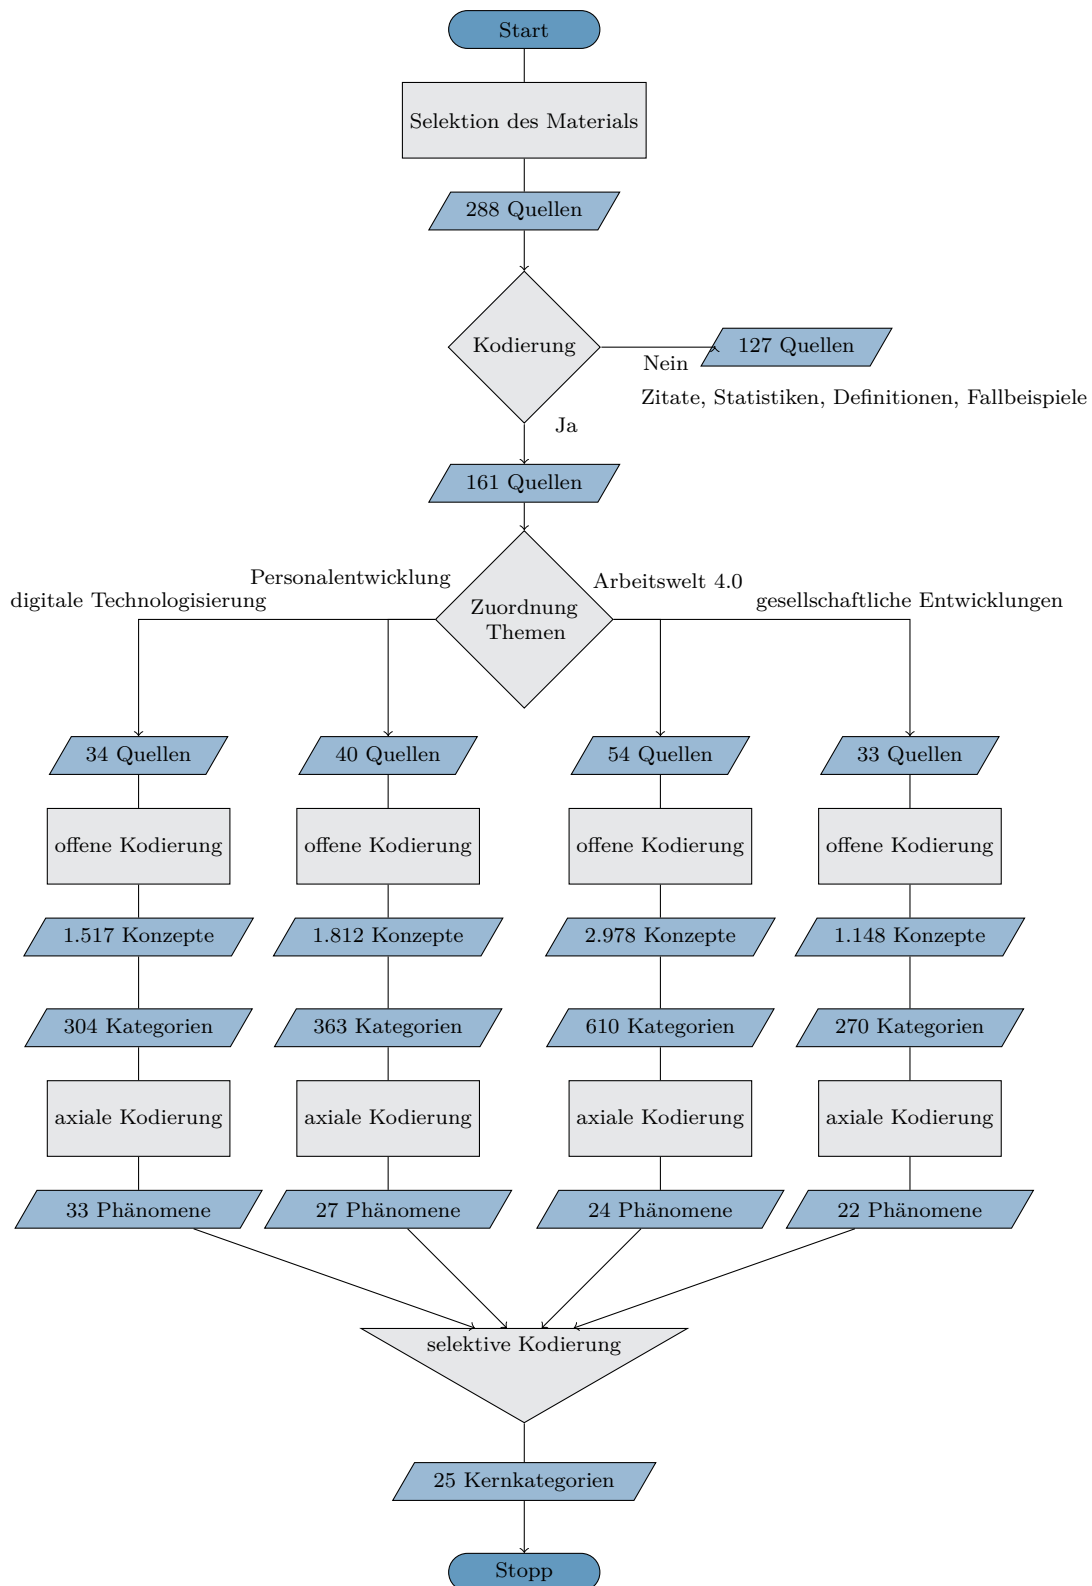 Start
Selektion des Materials
288 Quellen
Kodierung
Nein
127 Quellen
Zitate, Statistiken, Definitionen, Fallbeispiele
Ja
161 Quellen
Personalentwicklung
Arbeitswelt 4.0
digitale Technologisierung
gesellschaftliche Entwicklungen
Zuordnung
Themen
34 Quellen
40 Quellen
54 Quellen
33 Quellen
offene Kodierung
offene Kodierung
offene Kodierung
offene Kodierung
1.517 Konzepte
1.812 Konzepte
2.978 Konzepte
1.148 Konzepte
304 Kategorien
363 Kategorien
610 Kategorien
270 Kategorien
axiale Kodierung
axiale Kodierung
axiale Kodierung
axiale Kodierung
33 Phänomene
27 Phänomene
24 Phänomene
22 Phänomene
selektive Kodierung
25 Kernkategorien
Stopp